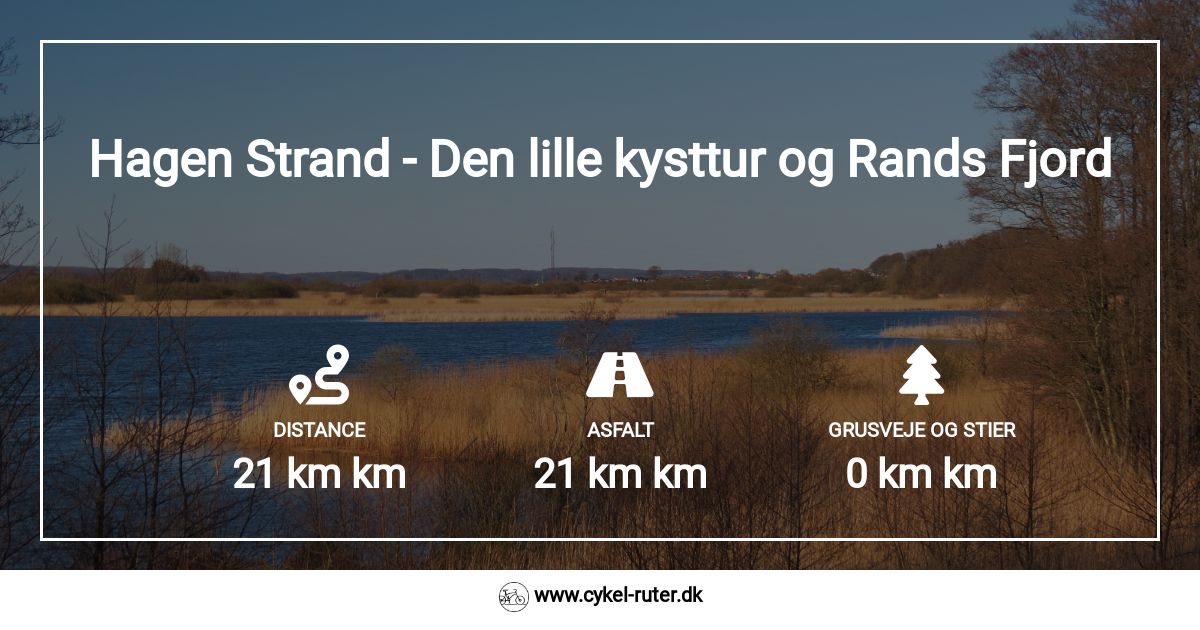 Hagen Strand - Den lille kysttur og Rands Fjord
DISTANCE
21 km km
ASFALT
21 km km
GRUSVEJE OG STIER
0 km km
www.cykel-ruter.dk